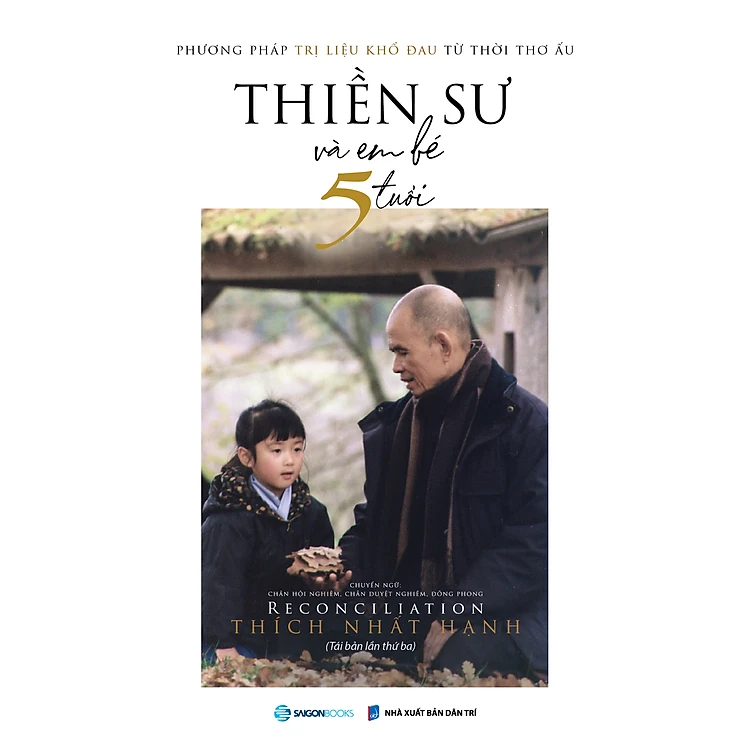 PHƯƠNG PHÁP TRỊ LIỆU KHỔ ĐAU TỪ THỜI THƠ ẤU
THIỀN SƯ
và em bé
5 tuổi
CHUYỂN NGỮ:
CHÂN HỘI NGHIÊM, CHÂN DUYỆT NGHIÊM, ĐÔNG PHONG
RECONCILIATION
THÍCH NHẤT HẠNH
(Tái bản lần thứ ba)
SAIGONBOOKS NHÀ XUẤT BẢN DÂN TRÍ